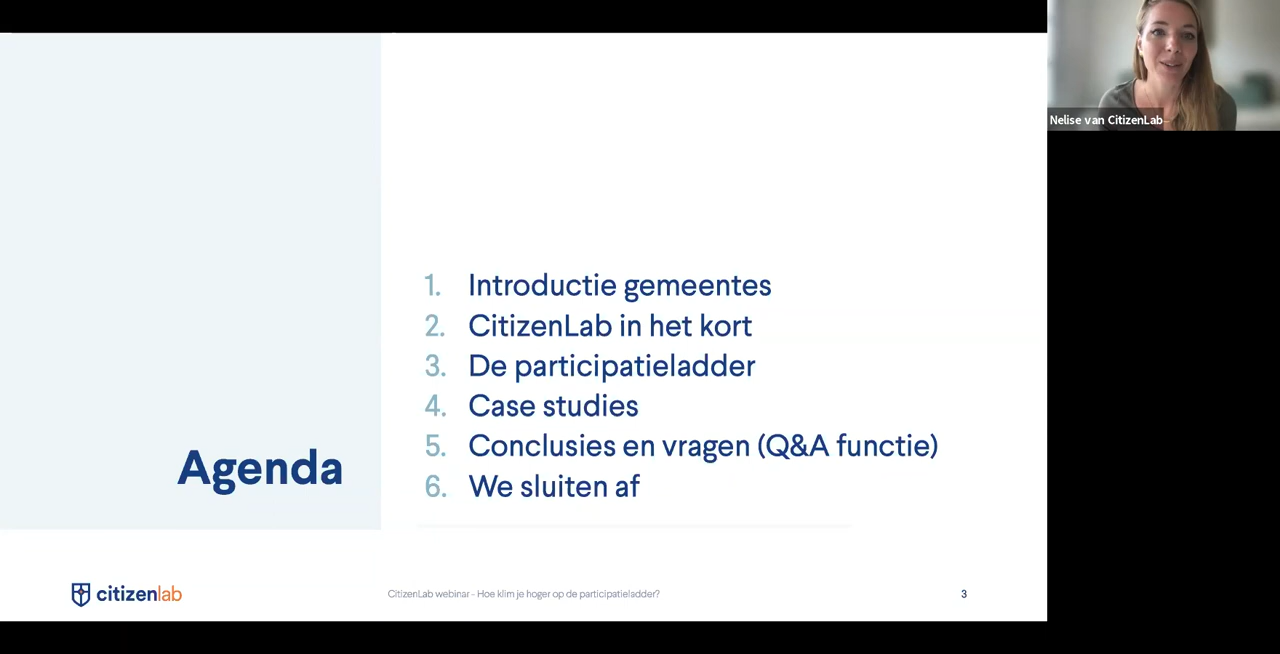 Nelise van CitizenLab
Agenda
1. Introductie gemeentes
2. CitizenLab in het kort
3. De participatieladder
4. Case studies
5. Conclusies en vragen (Q&A functie)
6. We sluiten af
citizenlab
CitizenLab webinar - Hoe klim je hoger op de participatieladder?
3